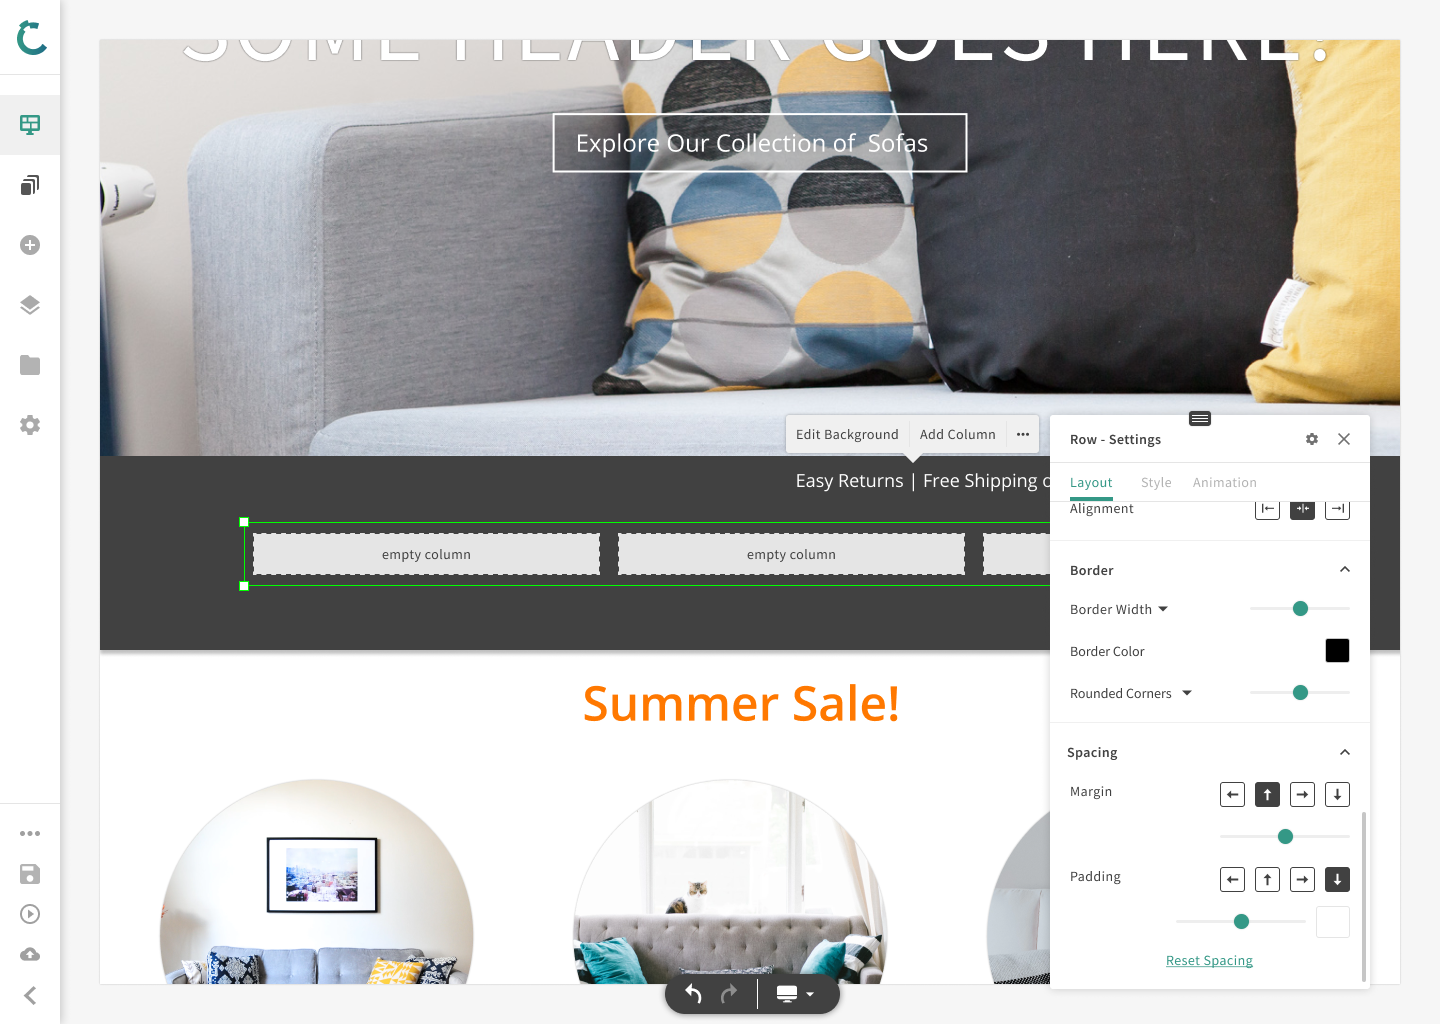 SOME HEADER GOES HERE!
Explore Our Collection of  Sofas
Edit Background
Add Column
Easy Returns | Free Shipping o
empty column
empty column
Summer Sale!
Row - Settings
Layout
Style
Animation
Alignment
Border
Border Width
Border Color
Rounded Corners
Spacing
Margin
Padding
Reset Spacing